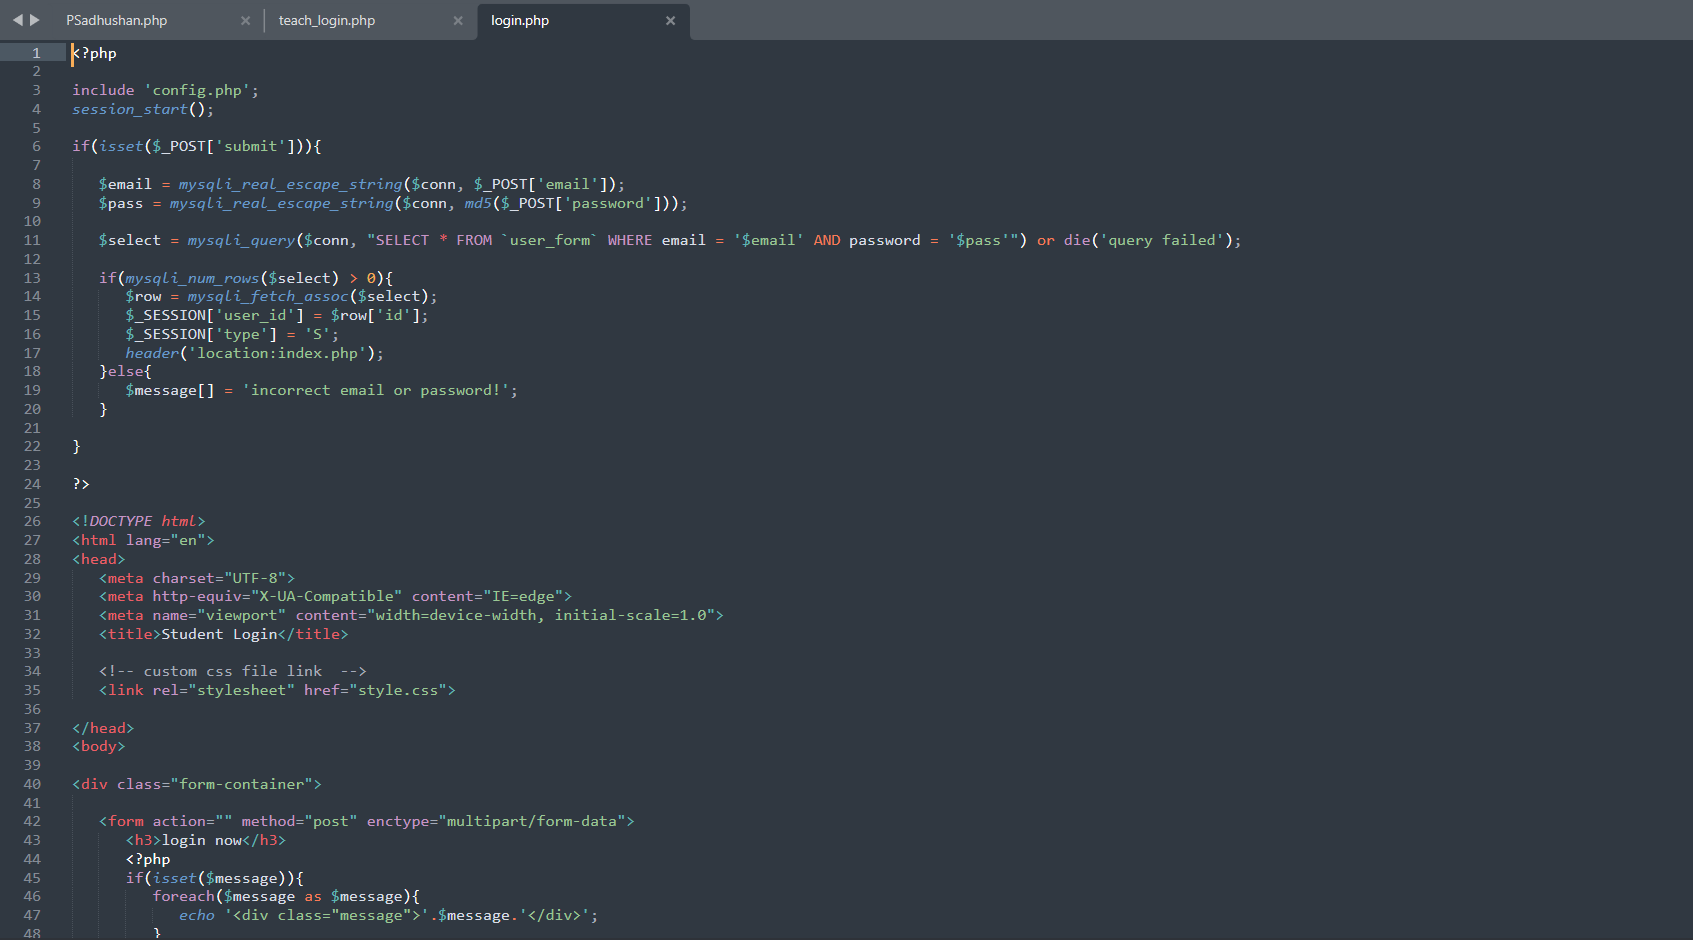 PSadhushan.php × teach_login.php × login.php ×
1 <?php
2
3 include 'config.php';
4 session_start();
5
6 if(isset($_POST['submit'])){
7
8    $email = mysqli_real_escape_string($conn, $_POST['email']);
9    $pass = mysqli_real_escape_string($conn, md5($_POST['password']));
10
11    $select = mysqli_query($conn, "SELECT * FROM `user_form` WHERE email = '$email' AND password = '$pass'") or die('query failed');
12
13    if(mysqli_num_rows($select) > 0){
14       $row = mysqli_fetch_assoc($select);
15       $_SESSION['user_id'] = $row['id'];
16       $_SESSION['type'] = 'S';
17       header('location:index.php');
18    }else{
19       $message[] = 'incorrect email or password!';
20    }
21
22 }
23
24 ?>
25
26 <!DOCTYPE html>
27 <html lang="en">
28 <head>
29    <meta charset="UTF-8">
30    <meta http-equiv="X-UA-Compatible" content="IE=edge">
31    <meta name="viewport" content="width=device-width, initial-scale=1.0">
32    <title>Student Login</title>
33
34    <!-- custom css file link  -->
35    <link rel="stylesheet" href="style.css">
36
37 </head>
38 <body>
39
40 <div class="form-container">
41
42    <form action="" method="post" enctype="multipart/form-data">
43       <h3>login now</h3>
44       <?php
45       if(isset($message)){
46          foreach($message as $message){
47             echo '<div class="message">'.$message.'</div>';
48          }